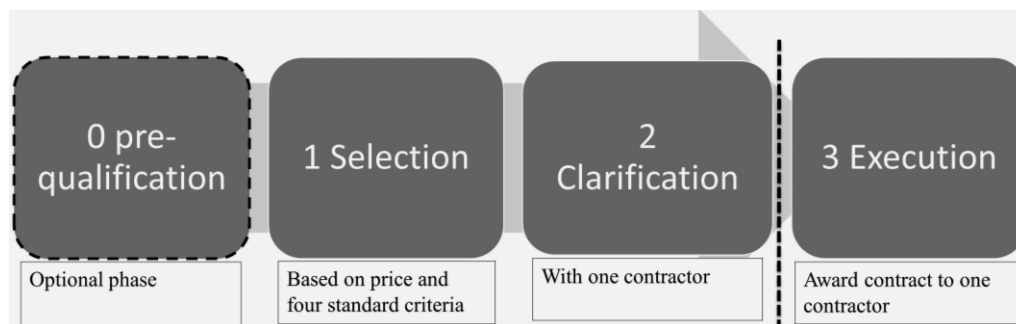 0 pre-
qualification
1 Selection
2
Clarification
3 Execution
Optional phase
Based on price and
four standard criteria
With one contractor
Award contract to one
contractor